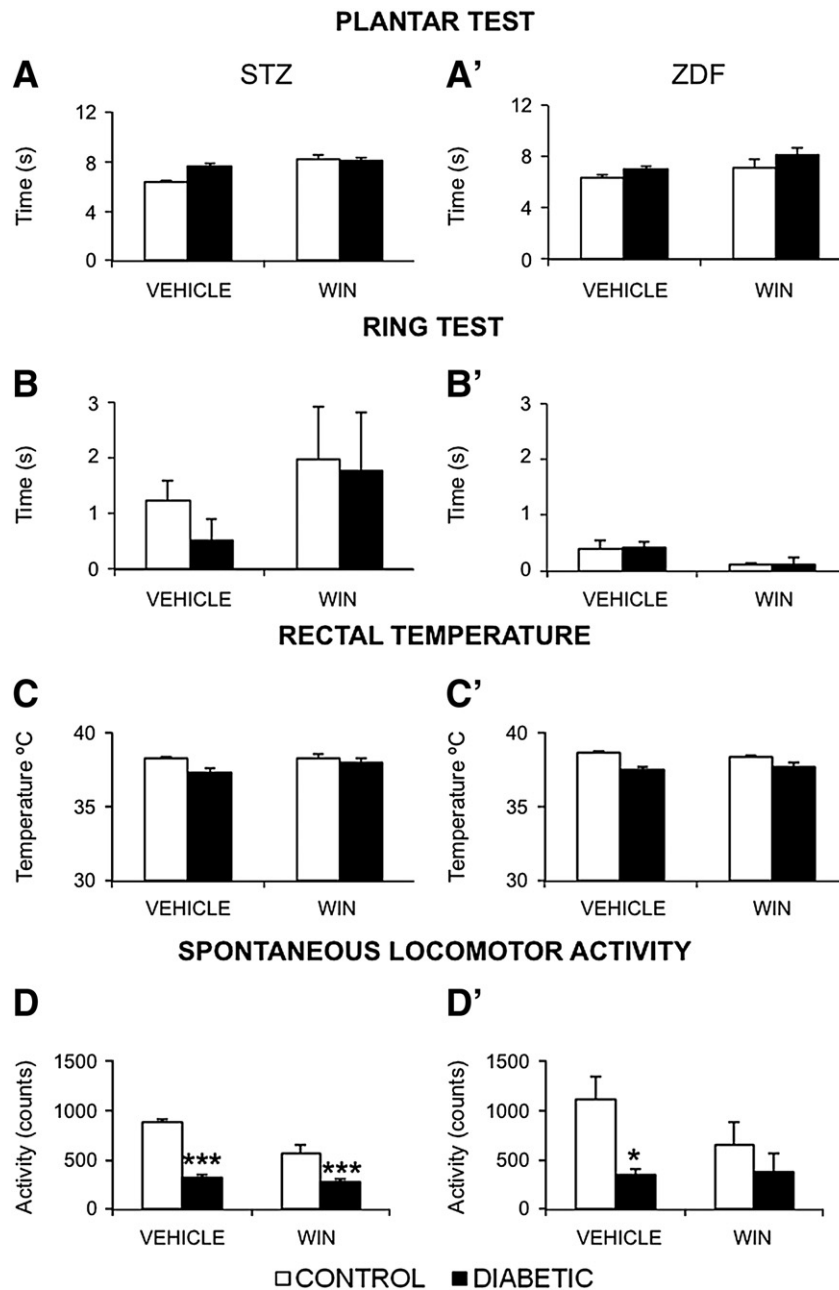 PLANTAR TEST
A STZ A’ ZDF
Time (s) 12 8 4 0
VEHICLE WIN
Time (s) 12 8 4 0
VEHICLE WIN
RING TEST
B B’
Time (s) 3 2 1 0
VEHICLE WIN
Time (s) 3 2 1 0
VEHICLE WIN
RECTAL TEMPERATURE
C C’
Temperature ºC 40 35 30
VEHICLE WIN
Temperature ºC 40 35 30
VEHICLE WIN
SPONTANEOUS LOCOMOTOR ACTIVITY
D D’
Activity (counts) 1500 1000 500 0
*** ***
VEHICLE WIN
Activity (counts) 1500 1000 500 0
*
VEHICLE WIN
CONTROL DIABETIC